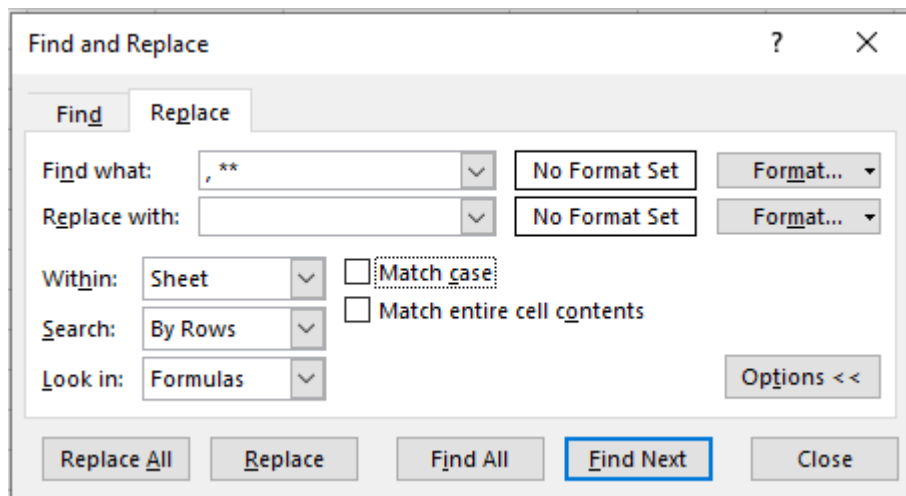 Find and Replace ?
Find Replace
Find what: , ** No Format Set Format...
Replace with: No Format Set Format...
Within: Sheet Match case
Match entire cell contents
Search: By Rows
Look in: Formulas Options <<
Replace All Replace Find All Find Next Close